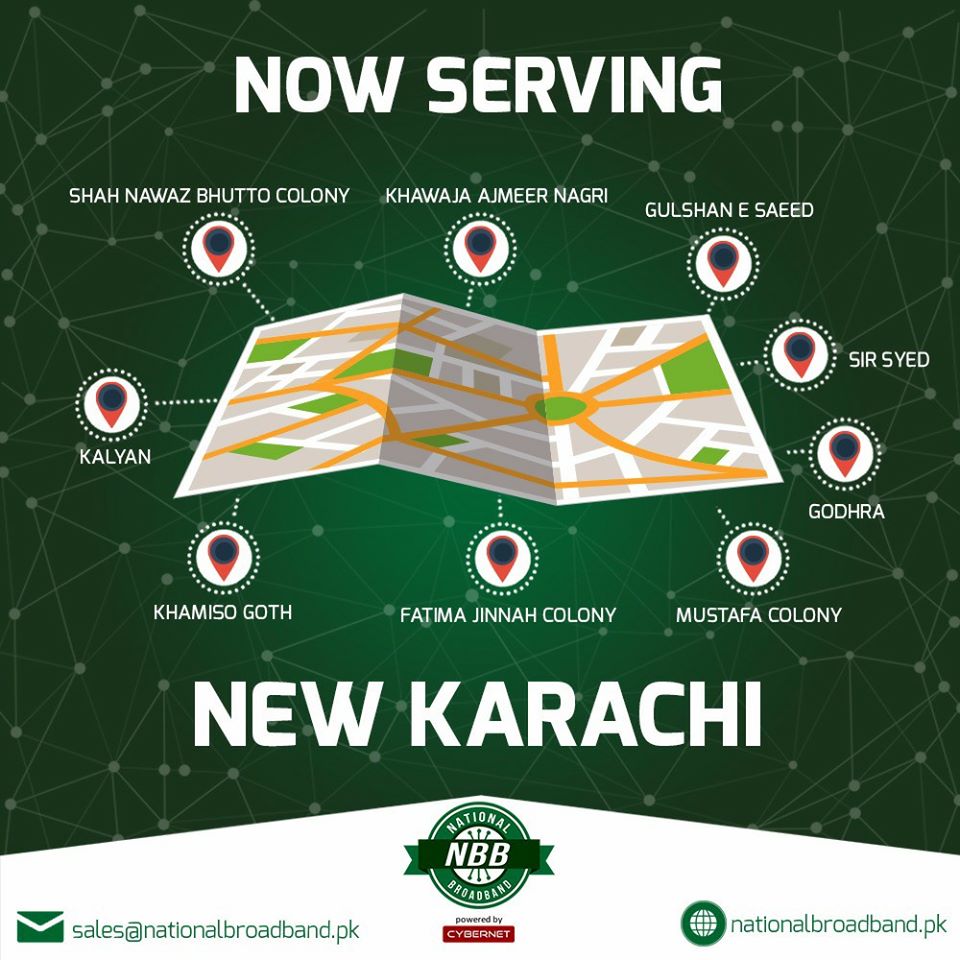 NOW SERVING
SHAH NAWAZ BHUTTO COLONY
KHAWAJA AJMEER NAGRI
GULSHAN E SAEED
SIR SYED
KALYAN
GODHRA
KHAMISO GOTH
FATIMA JINNAH COLONY
MUSTAFA COLONY
NEW KARACHI
NATIONAL
NBB
BROADBAND
powered by
CYBERNET
sales@nationalbroadband.pk
nationalbroadband.pk